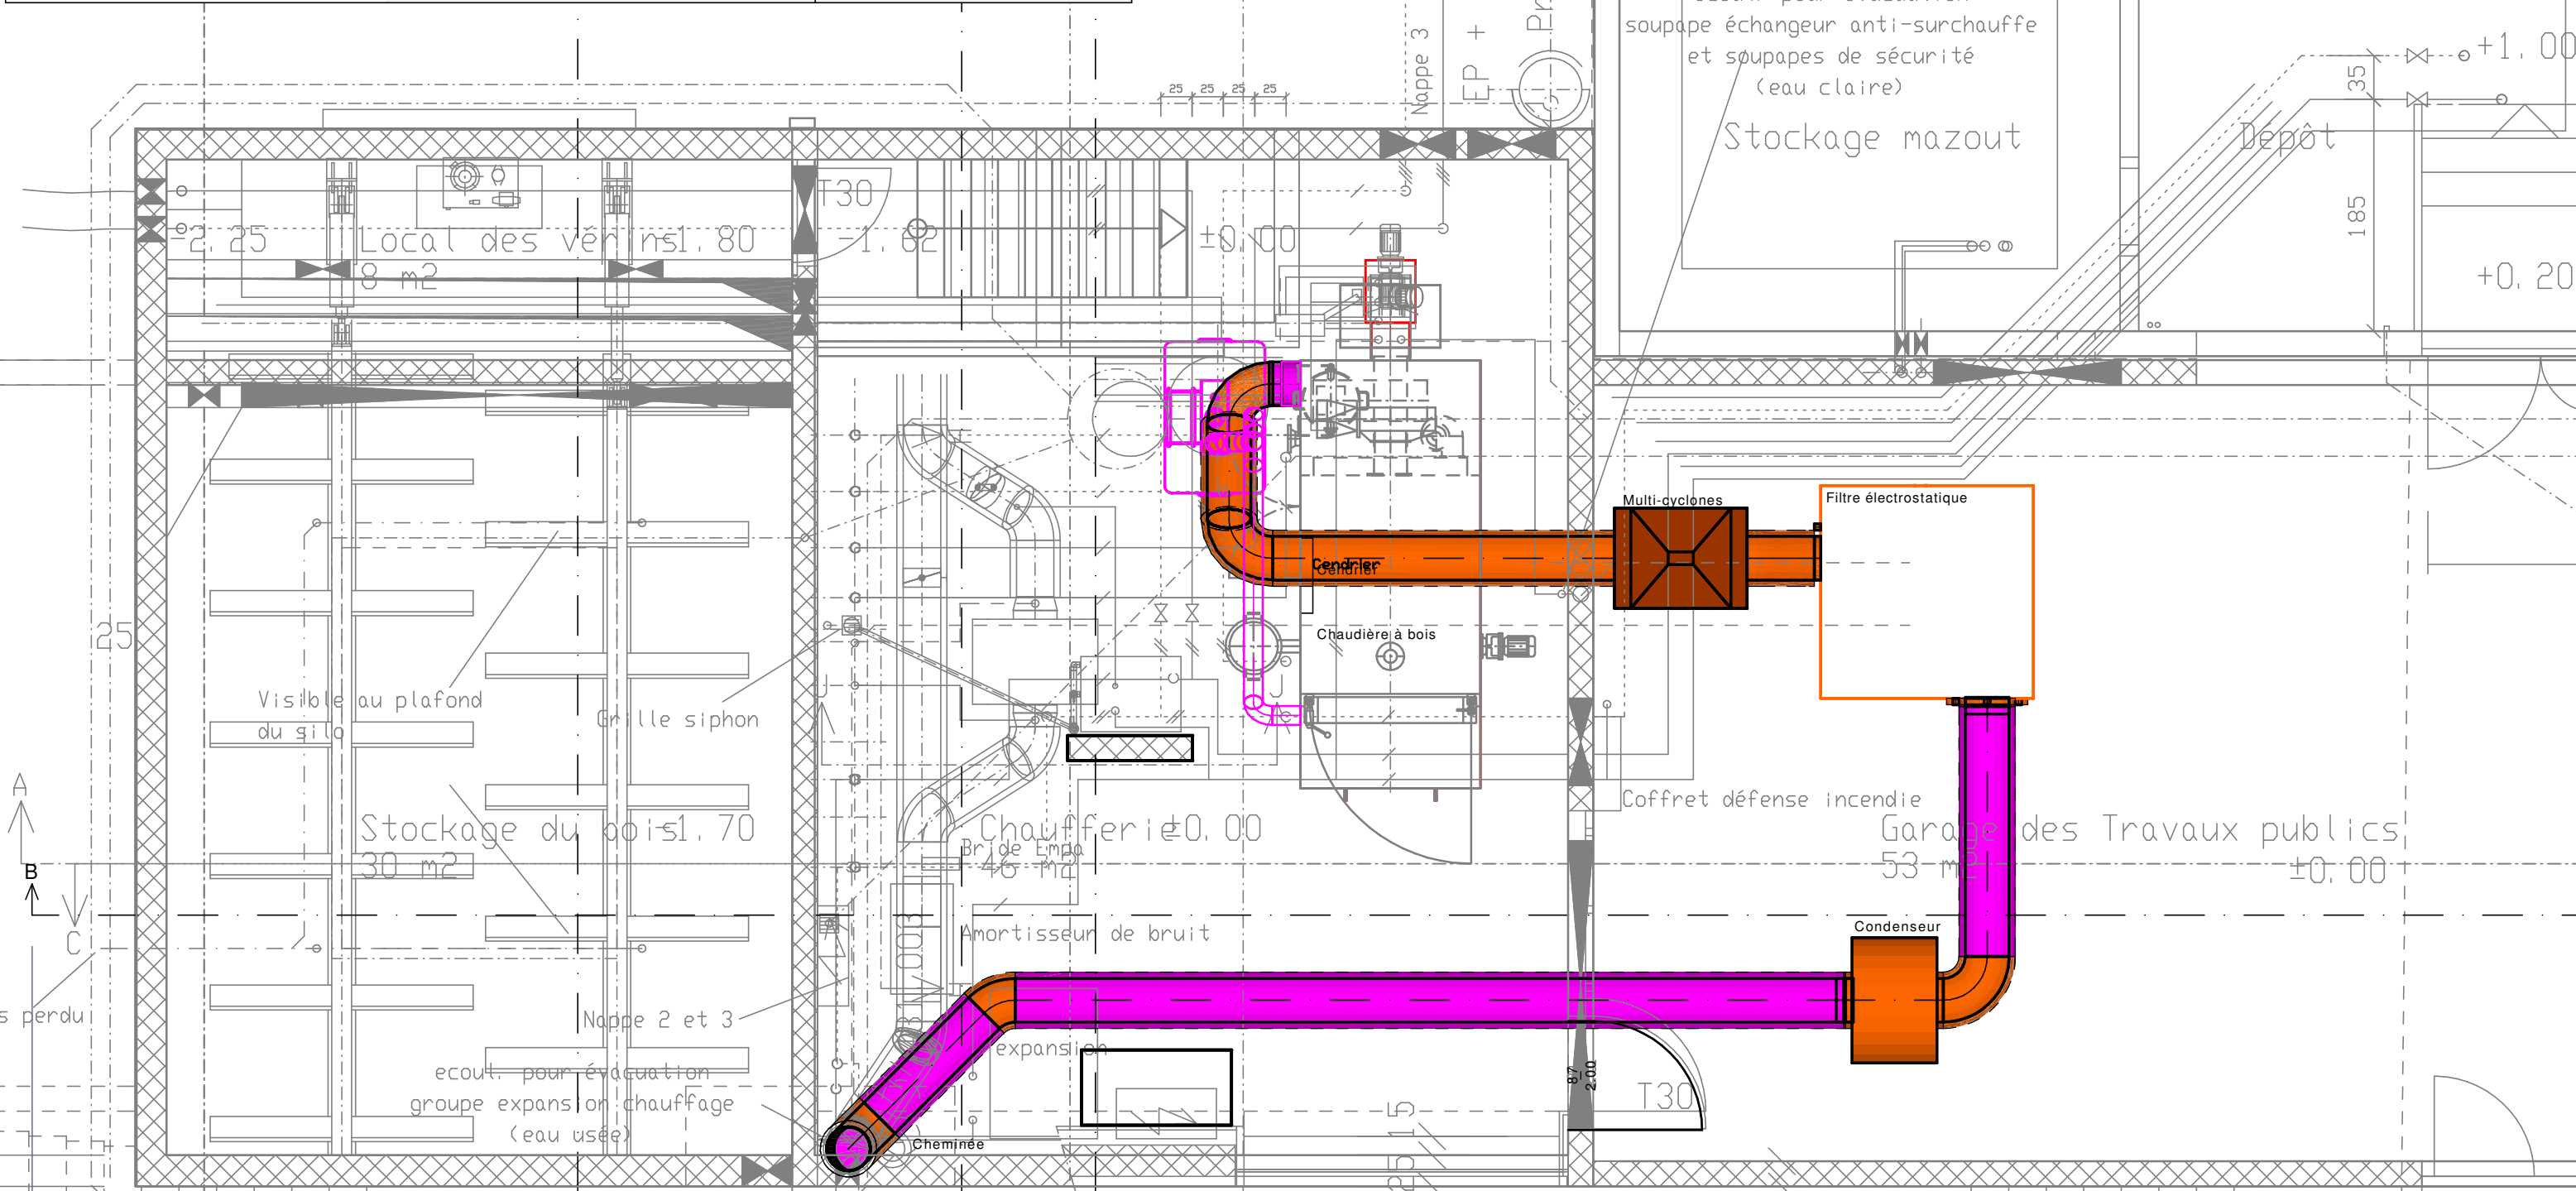 soupape échangeur anti-surchauffe
et soupapes de sécurité
(eau claire)
Stockage mazout
Dépôt
+1.00
35
185
+0.20
Nappe 3
EP +
25 25 25 25
T30
-2.25
Local des vérins
-1.80
8 m2
-1.62
±0.00
Multi-cyclones
Filtre électrostatique
Cendrier
Cendrier
Chaudière à bois
25
Visible au plafond
du silo
Grille siphon
Coffret défense incendie
Stockage du bois
-1.70
30 m2
Chaufferie
±0.00
Bride Empa
46 m2
Garage des Travaux publics
53 m2
±0.00
A
B
C
Condenseur
Amortisseur de bruit
s perdu
Nappe 2 et 3
expansion
ecoul. pour évacuation
groupe expansion chauffage
(eau usée)
Cheminée
87
2.00
T30